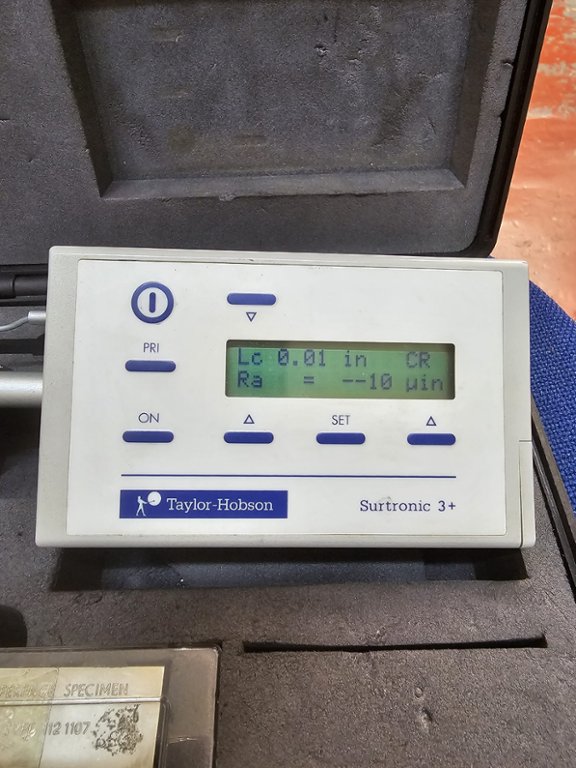 PRI
Lc 0.01 in CR
Ra = --10 µin
ON
SET
Taylor-Hobson
Surtronic 3+
SPECIMEN
112 1107